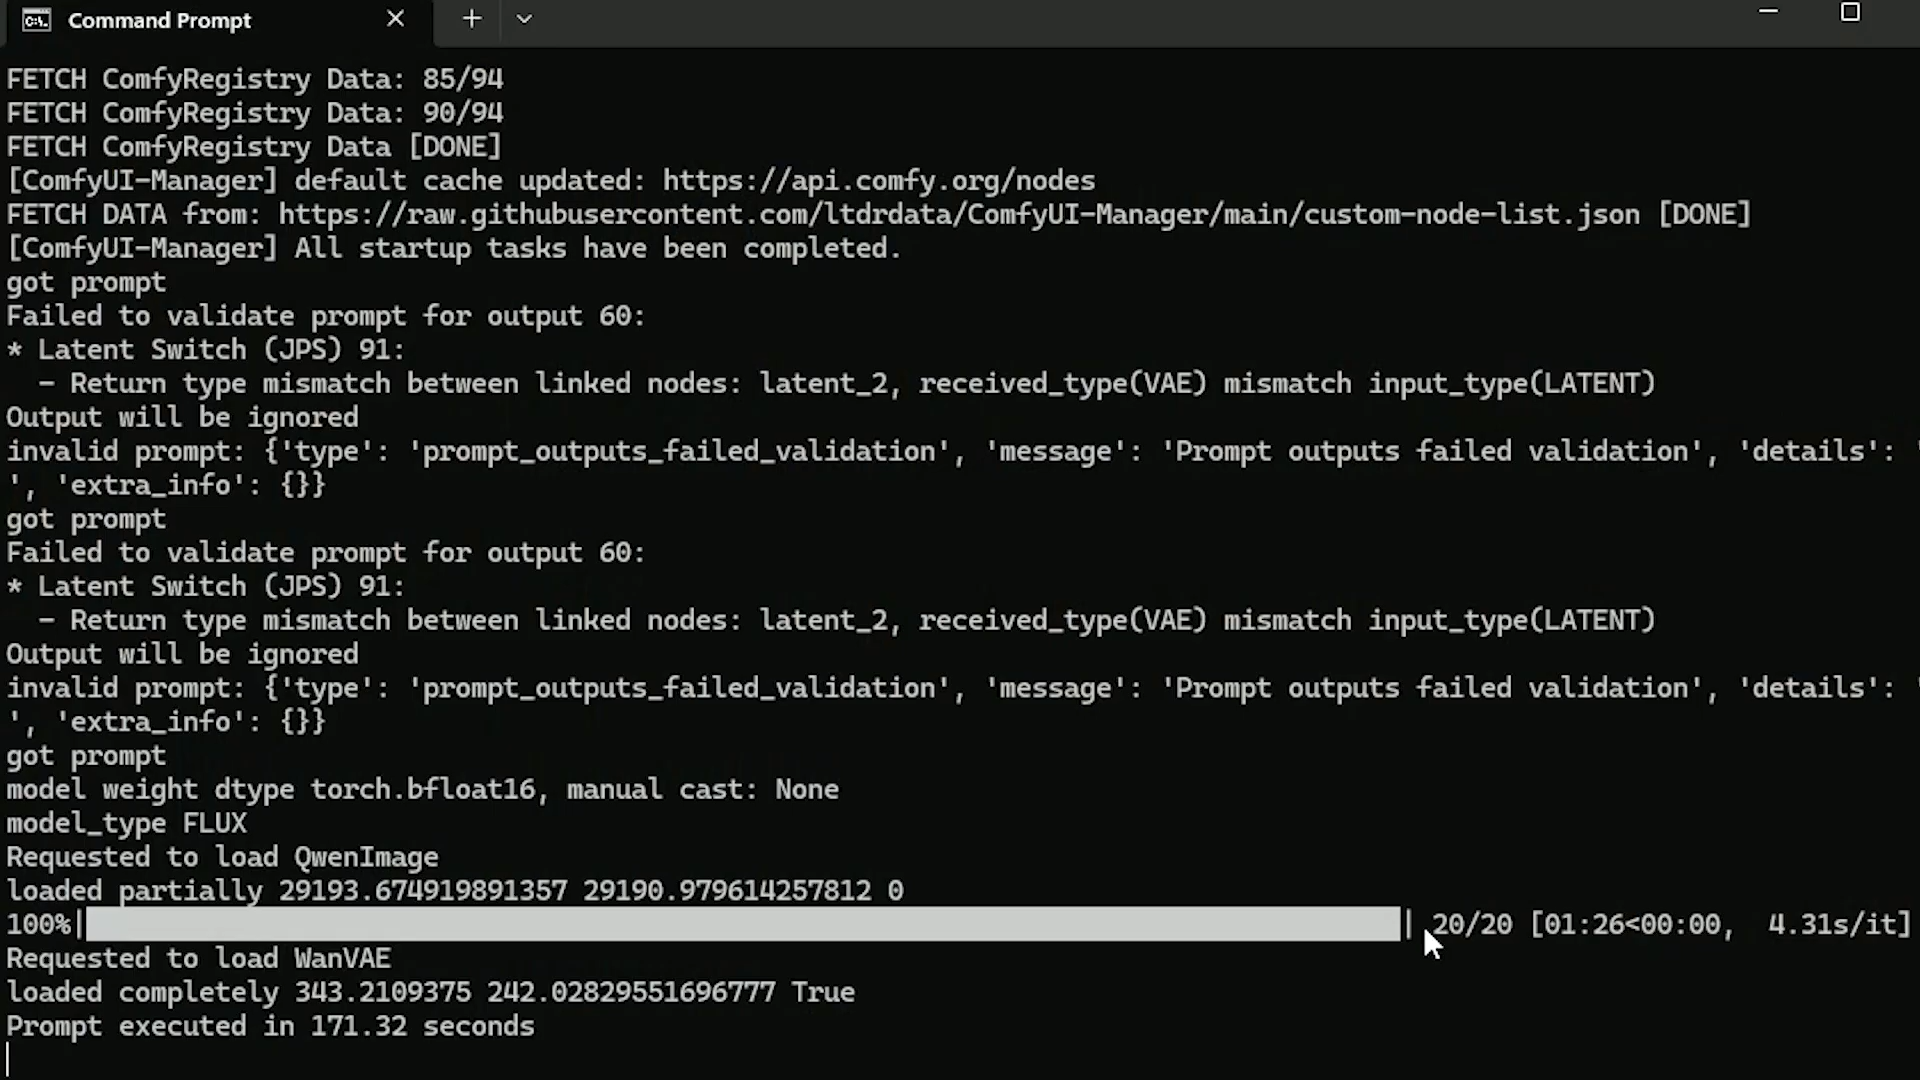 Command Prompt
FETCH ComfyRegistry Data: 85/94
FETCH ComfyRegistry Data: 90/94
FETCH ComfyRegistry Data [DONE]
[ComfyUI-Manager] default cache updated: https://api.comfy.org/nodes
FETCH DATA from: https://raw.githubusercontent.com/ltdrdata/ComfyUI-Manager/main/custom-node-list.json [DONE]
[ComfyUI-Manager] All startup tasks have been completed.
got prompt
Failed to validate prompt for output 60:
* Latent Switch (JPS) 91:
  - Return type mismatch between linked nodes: latent_2, received_type(VAE) mismatch input_type(LATENT)
Output will be ignored
invalid prompt: {'type': 'prompt_outputs_failed_validation', 'message': 'Prompt outputs failed validation', 'details': '
', 'extra_info': {}}
got prompt
Failed to validate prompt for output 60:
* Latent Switch (JPS) 91:
  - Return type mismatch between linked nodes: latent_2, received_type(VAE) mismatch input_type(LATENT)
Output will be ignored
invalid prompt: {'type': 'prompt_outputs_failed_validation', 'message': 'Prompt outputs failed validation', 'details': '
', 'extra_info': {}}
got prompt
model weight dtype torch.bfloat16, manual cast: None
model_type FLUX
Requested to load QwenImage
loaded partially 29193.674919891357 29190.979614257812 0
100%| | 20/20 [01:26<00:00,  4.31s/it]
Requested to load WanVAE
loaded completely 343.2109375 242.02829551696777 True
Prompt executed in 171.32 seconds